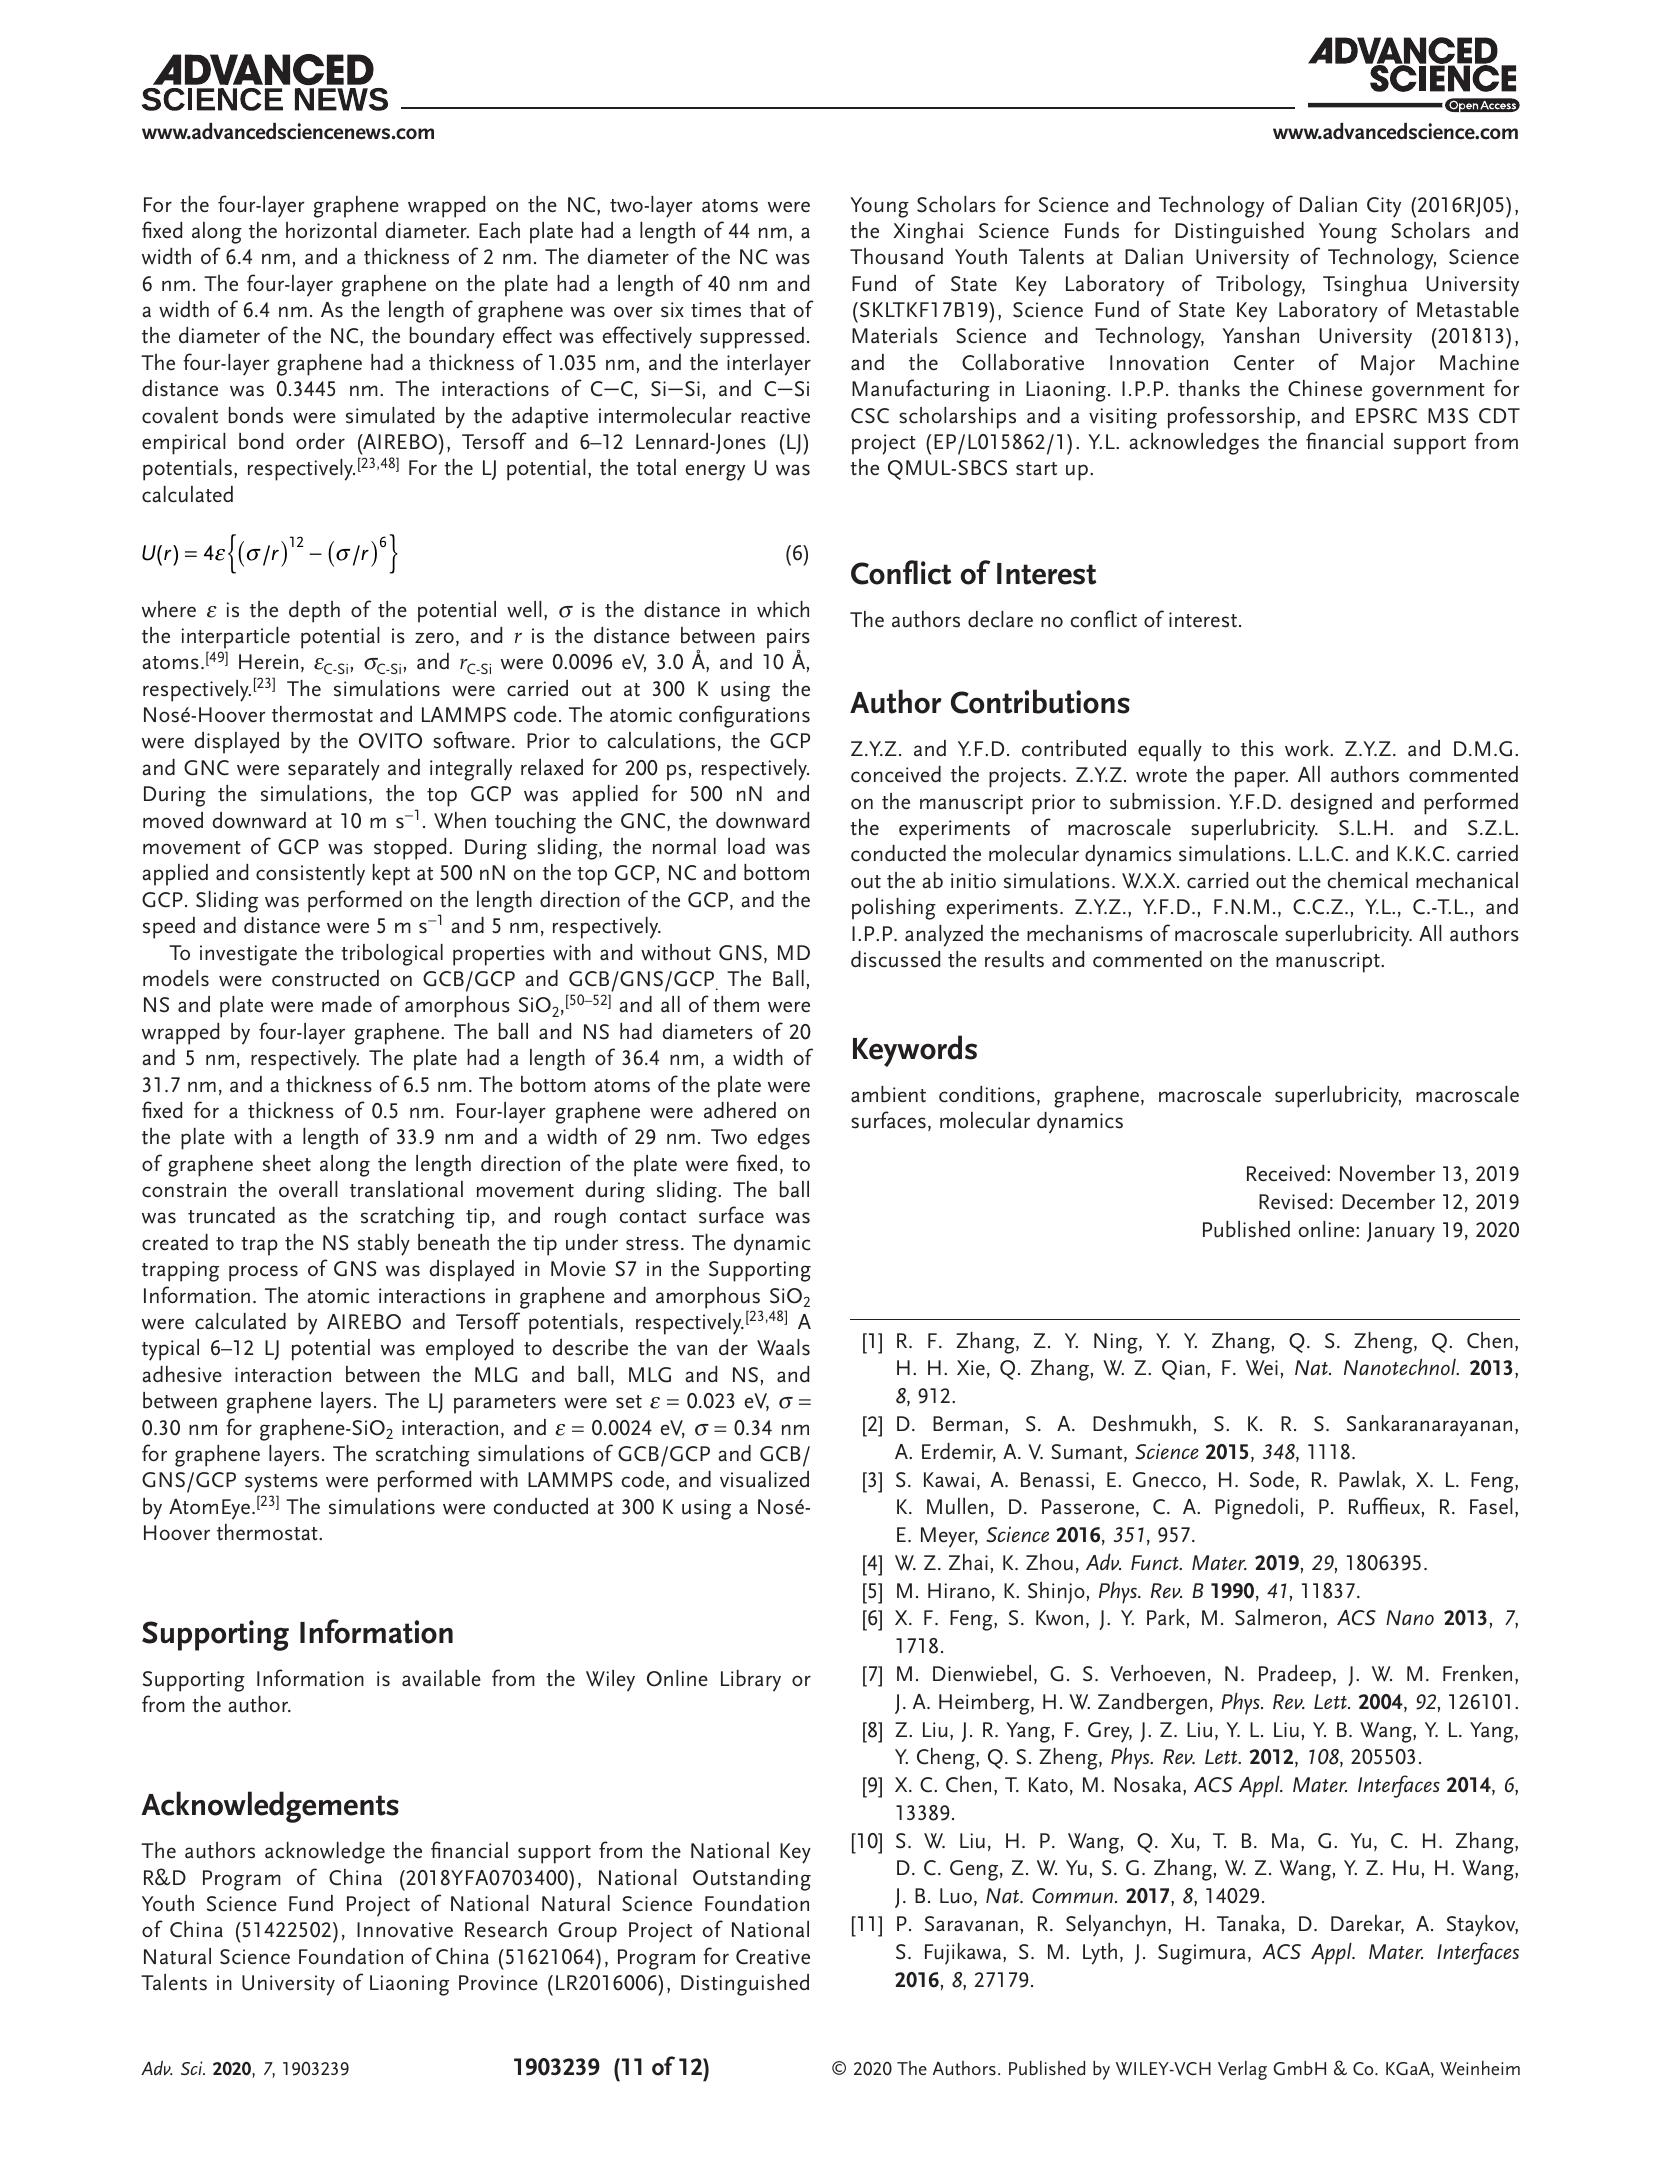 ADVANCED
SCIENCE NEWS
www.advancedsciencenews.com
ADVANCED
SCIENCE
Open Access
www.advancedscience.com
For the four-layer graphene wrapped on the NC, two-layer atoms were
fixed along the horizontal diameter. Each plate had a length of 44 nm, a
width of 6.4 nm, and a thickness of 2 nm. The diameter of the NC was
6 nm. The four-layer graphene on the plate had a length of 40 nm and
a width of 6.4 nm. As the length of graphene was over six times that of
the diameter of the NC, the boundary effect was effectively suppressed.
The four-layer graphene had a thickness of 1.035 nm, and the interlayer
distance was 0.3445 nm. The interactions of C—C, Si—Si, and C—Si
covalent bonds were simulated by the adaptive intermolecular reactive
empirical bond order (AIREBO), Tersoff and 6–12 Lennard-Jones (LJ)
potentials, respectively.[23,48] For the LJ potential, the total energy U was
calculated
U(r) = 4ε{(σ/r)^12 − (σ/r)^6} (6)
where ε is the depth of the potential well, σ is the distance in which
the interparticle potential is zero, and r is the distance between pairs
atoms.[49] Herein, εC-Si, σC-Si, and rC-Si were 0.0096 eV, 3.0 Å, and 10 Å,
respectively.[23] The simulations were carried out at 300 K using the
Nosé-Hoover thermostat and LAMMPS code. The atomic configurations
were displayed by the OVITO software. Prior to calculations, the GCP
and GNC were separately and integrally relaxed for 200 ps, respectively.
During the simulations, the top GCP was applied for 500 nN and
moved downward at 10 m s−1. When touching the GNC, the downward
movement of GCP was stopped. During sliding, the normal load was
applied and consistently kept at 500 nN on the top GCP, NC and bottom
GCP. Sliding was performed on the length direction of the GCP, and the
speed and distance were 5 m s−1 and 5 nm, respectively.
To investigate the tribological properties with and without GNS, MD
models were constructed on GCB/GCP and GCB/GNS/GCP. The Ball,
NS and plate were made of amorphous SiO2,[50–52] and all of them were
wrapped by four-layer graphene. The ball and NS had diameters of 20
and 5 nm, respectively. The plate had a length of 36.4 nm, a width of
31.7 nm, and a thickness of 6.5 nm. The bottom atoms of the plate were
fixed for a thickness of 0.5 nm. Four-layer graphene were adhered on
the plate with a length of 33.9 nm and a width of 29 nm. Two edges
of graphene sheet along the length direction of the plate were fixed, to
constrain the overall translational movement during sliding. The ball
was truncated as the scratching tip, and rough contact surface was
created to trap the NS stably beneath the tip under stress. The dynamic
trapping process of GNS was displayed in Movie S7 in the Supporting
Information. The atomic interactions in graphene and amorphous SiO2
were calculated by AIREBO and Tersoff potentials, respectively.[23,48] A
typical 6–12 LJ potential was employed to describe the van der Waals
adhesive interaction between the MLG and ball, MLG and NS, and
between graphene layers. The LJ parameters were set ε = 0.023 eV, σ =
0.30 nm for graphene-SiO2 interaction, and ε = 0.0024 eV, σ = 0.34 nm
for graphene layers. The scratching simulations of GCB/GCP and GCB/
GNS/GCP systems were performed with LAMMPS code, and visualized
by AtomEye.[23] The simulations were conducted at 300 K using a Nosé-
Hoover thermostat.
Supporting Information
Supporting Information is available from the Wiley Online Library or
from the author.
Acknowledgements
The authors acknowledge the financial support from the National Key
R&D Program of China (2018YFA0703400), National Outstanding
Youth Science Fund Project of National Natural Science Foundation
of China (51422502), Innovative Research Group Project of National
Natural Science Foundation of China (51621064), Program for Creative
Talents in University of Liaoning Province (LR2016006), Distinguished
Young Scholars for Science and Technology of Dalian City (2016RJ05),
the Xinghai Science Funds for Distinguished Young Scholars and
Thousand Youth Talents at Dalian University of Technology, Science
Fund of State Key Laboratory of Tribology, Tsinghua University
(SKLTKF17B19), Science Fund of State Key Laboratory of Metastable
Materials Science and Technology, Yanshan University (201813),
and the Collaborative Innovation Center of Major Machine
Manufacturing in Liaoning. I.P.P. thanks the Chinese government for
CSC scholarships and a visiting professorship, and EPSRC M3S CDT
project (EP/L015862/1). Y.L. acknowledges the financial support from
the QMUL-SBCS start up.
Conflict of Interest
The authors declare no conflict of interest.
Author Contributions
Z.Y.Z. and Y.F.D. contributed equally to this work. Z.Y.Z. and D.M.G.
conceived the projects. Z.Y.Z. wrote the paper. All authors commented
on the manuscript prior to submission. Y.F.D. designed and performed
the experiments of macroscale superlubricity. S.L.H. and S.Z.L.
conducted the molecular dynamics simulations. L.L.C. and K.K.C. carried
out the ab initio simulations. W.X.X. carried out the chemical mechanical
polishing experiments. Z.Y.Z., Y.F.D., F.N.M., C.C.Z., Y.L., C.-T.L., and
I.P.P. analyzed the mechanisms of macroscale superlubricity. All authors
discussed the results and commented on the manuscript.
Keywords
ambient conditions, graphene, macroscale superlubricity, macroscale
surfaces, molecular dynamics
Received: November 13, 2019
Revised: December 12, 2019
Published online: January 19, 2020
[1] R. F. Zhang, Z. Y. Ning, Y. Y. Zhang, Q. S. Zheng, Q. Chen,
H. H. Xie, Q. Zhang, W. Z. Qian, F. Wei, Nat. Nanotechnol. 2013,
8, 912.
[2] D. Berman, S. A. Deshmukh, S. K. R. S. Sankaranarayanan,
A. Erdemir, A. V. Sumant, Science 2015, 348, 1118.
[3] S. Kawai, A. Benassi, E. Gnecco, H. Sode, R. Pawlak, X. L. Feng,
K. Mullen, D. Passerone, C. A. Pignedoli, P. Ruffieux, R. Fasel,
E. Meyer, Science 2016, 351, 957.
[4] W. Z. Zhai, K. Zhou, Adv. Funct. Mater. 2019, 29, 1806395.
[5] M. Hirano, K. Shinjo, Phys. Rev. B 1990, 41, 11837.
[6] X. F. Feng, S. Kwon, J. Y. Park, M. Salmeron, ACS Nano 2013, 7,
1718.
[7] M. Dienwiebel, G. S. Verhoeven, N. Pradeep, J. W. M. Frenken,
J. A. Heimberg, H. W. Zandbergen, Phys. Rev. Lett. 2004, 92, 126101.
[8] Z. Liu, J. R. Yang, F. Grey, J. Z. Liu, Y. L. Liu, Y. B. Wang, Y. L. Yang,
Y. Cheng, Q. S. Zheng, Phys. Rev. Lett. 2012, 108, 205503.
[9] X. C. Chen, T. Kato, M. Nosaka, ACS Appl. Mater. Interfaces 2014, 6,
13389.
[10] S. W. Liu, H. P. Wang, Q. Xu, T. B. Ma, G. Yu, C. H. Zhang,
D. C. Geng, Z. W. Yu, S. G. Zhang, W. Z. Wang, Y. Z. Hu, H. Wang,
J. B. Luo, Nat. Commun. 2017, 8, 14029.
[11] P. Saravanan, R. Selyanchyn, H. Tanaka, D. Darekar, A. Staykov,
S. Fujikawa, S. M. Lyth, J. Sugimura, ACS Appl. Mater. Interfaces
2016, 8, 27179.
Adv. Sci. 2020, 7, 1903239
1903239 (11 of 12)
© 2020 The Authors. Published by WILEY-VCH Verlag GmbH & Co. KGaA, Weinheim